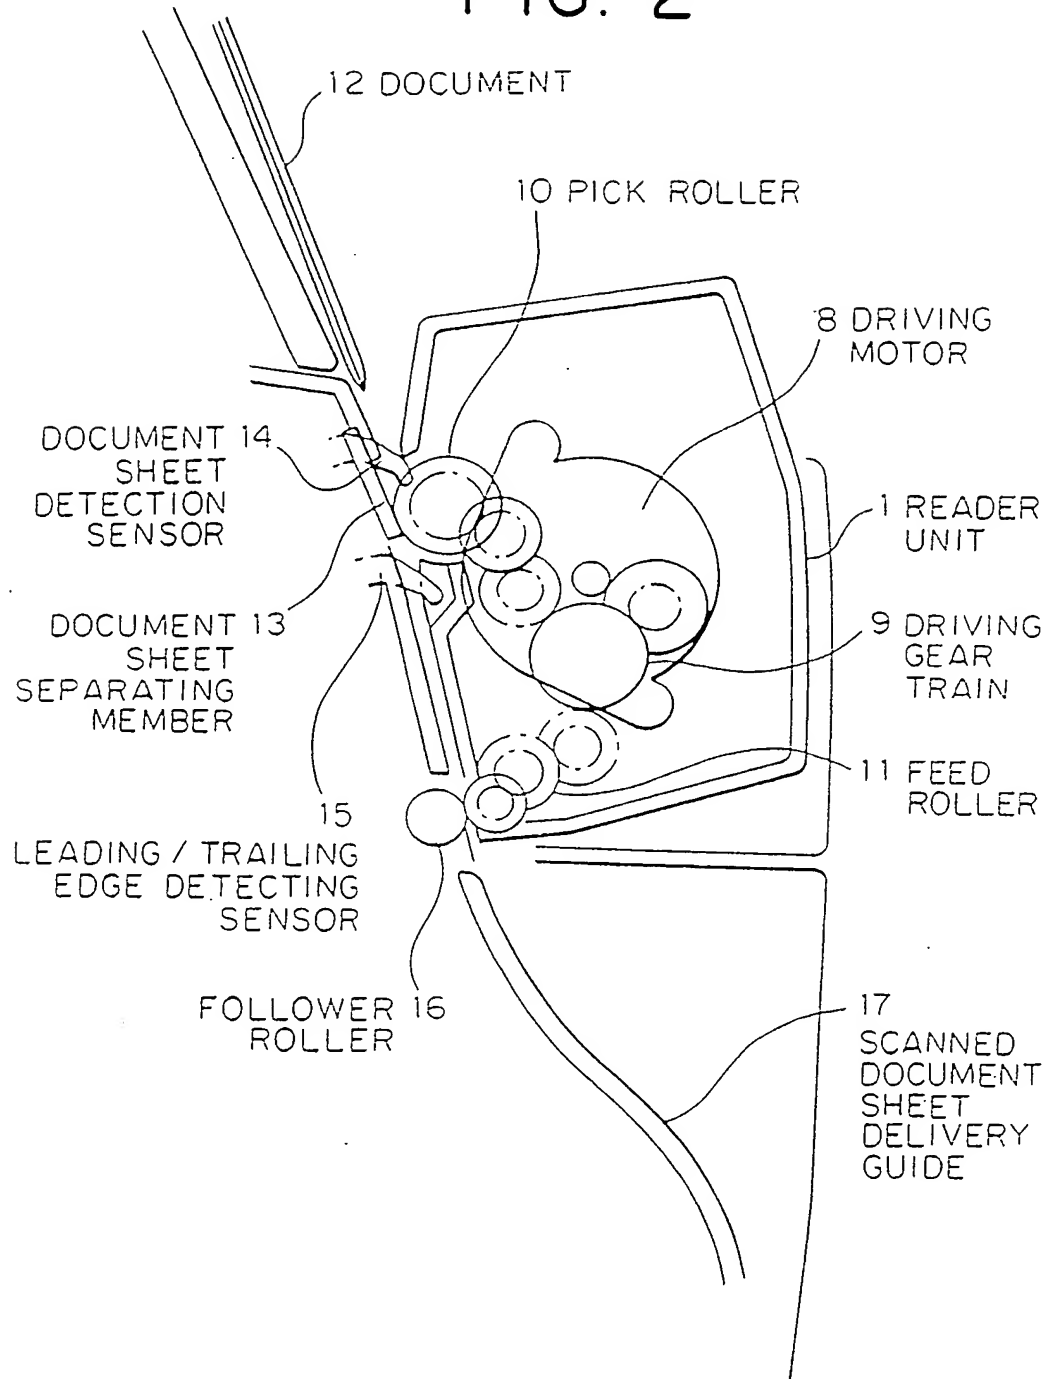 FIG. 2
12 DOCUMENT
10 PICK ROLLER
8 DRIVING
MOTOR
DOCUMENT 14
SHEET
DETECTION
SENSOR
1 READER
UNIT
DOCUMENT 13
SHEET
SEPARATING
MEMBER
9 DRIVING
GEAR
TRAIN
11 FEED
ROLLER
15
LEADING / TRAILING
EDGE DETECTING
SENSOR
FOLLOWER 16
ROLLER
17
SCANNED
DOCUMENT
SHEET
DELIVERY
GUIDE